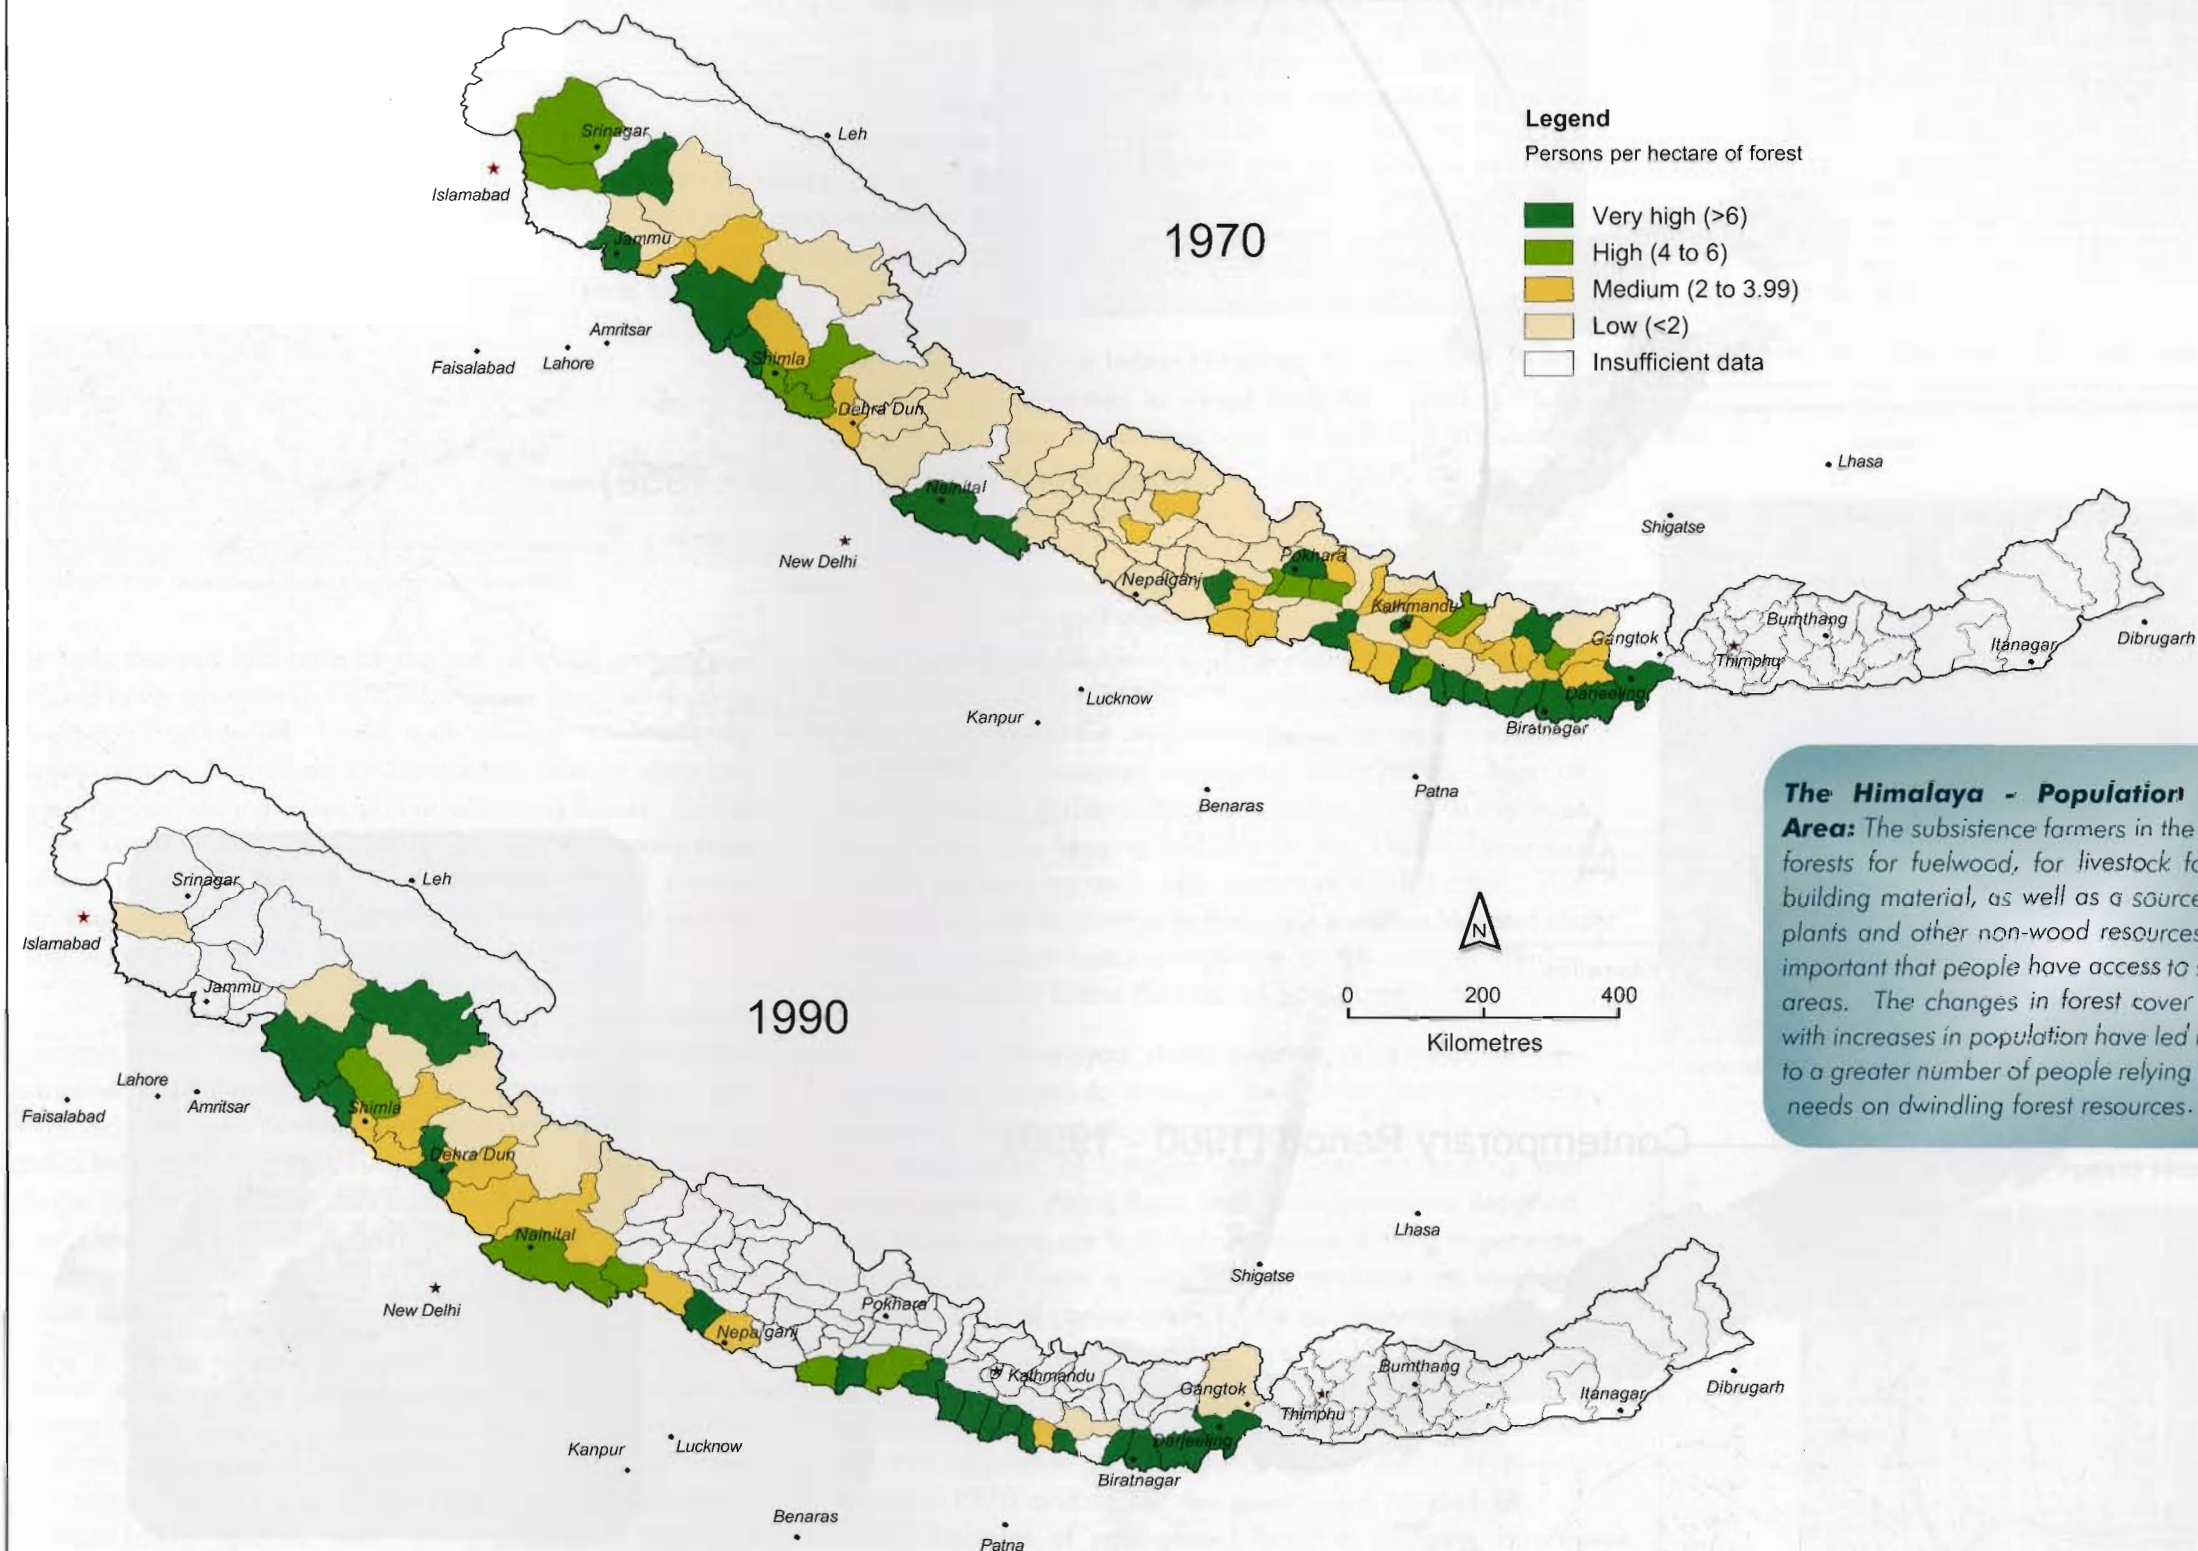 Legend
Persons per hectare of forest
Very high (>6)
High (4 to 6)
Medium (2 to 3.99)
Low (<2)
Insufficient data
1970
Srinagar
Leh
Islamabad
Jammu
Amritsar
Faisalabad
Lahore
Shimla
Dehra Dun
Nainital
New Delhi
Lhasa
Shigatse
Pokhara
Nepalganj
Kathmandu
Gangtok
Bumthang
Thimphu
Itanagar
Dibrugarh
Darjeeling
Biratnagar
Lucknow
Kanpur
Benaras
Patna
The Himalaya - Population
Area: The subsistence farmers in the
forests for fuelwood, for livestock fo
building material, as well as a source
plants and other non-wood resources
important that people have access to
areas. The changes in forest cover
with increases in population have led
to a greater number of people relying
needs on dwindling forest resources.
N
0 200 400
Kilometres
1990
Srinagar
Leh
Islamabad
Jammu
Lahore
Amritsar
Faisalabad
Shimla
Dehra Dun
Nainital
New Delhi
Lhasa
Shigatse
Pokhara
Nepalganj
Kathmandu
Gangtok
Bumthang
Thimphu
Itanagar
Dibrugarh
Darjeeling
Biratnagar
Kanpur
Lucknow
Benaras
Patna
Contemporary Period